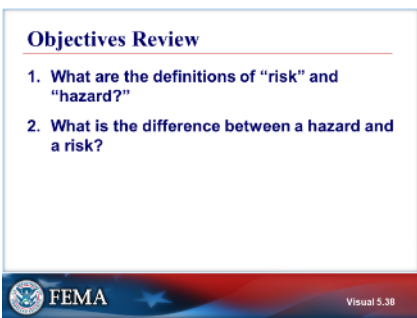 Objectives Review
1. What are the definitions of “risk” and
“hazard?”
2. What is the difference between a hazard and
a risk?
FEMA
Visual 5.38